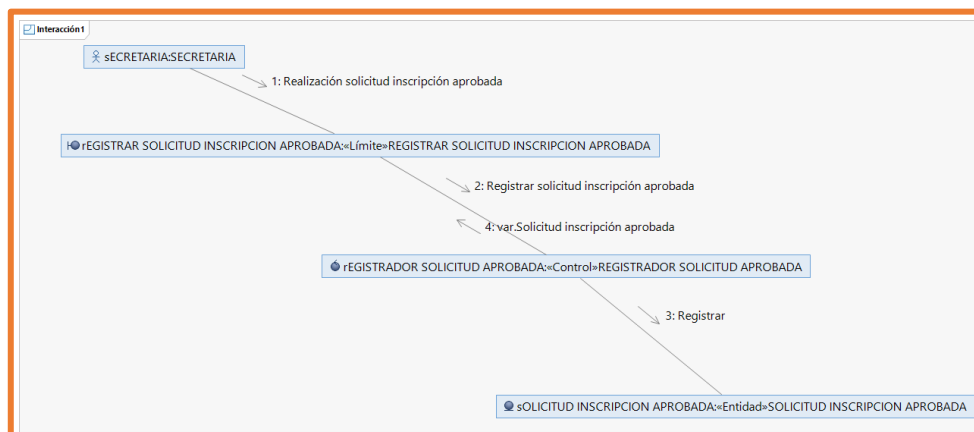 Interacción1
sECRETARIA:SECRETARIA
1: Realización solicitud inscripción aprobada
rEGISTRAR SOLICITUD INSCRIPCION APROBADA:«Límite»REGISTRAR SOLICITUD INSCRIPCION APROBADA
2: Registrar solicitud inscripción aprobada
4: var.Solicitud inscripción aprobada
rEGISTRADOR SOLICITUD APROBADA:«Control»REGISTRADOR SOLICITUD APROBADA
3: Registrar
sOLICITUD INSCRIPCION APROBADA:«Entidad»SOLICITUD INSCRIPCION APROBADA